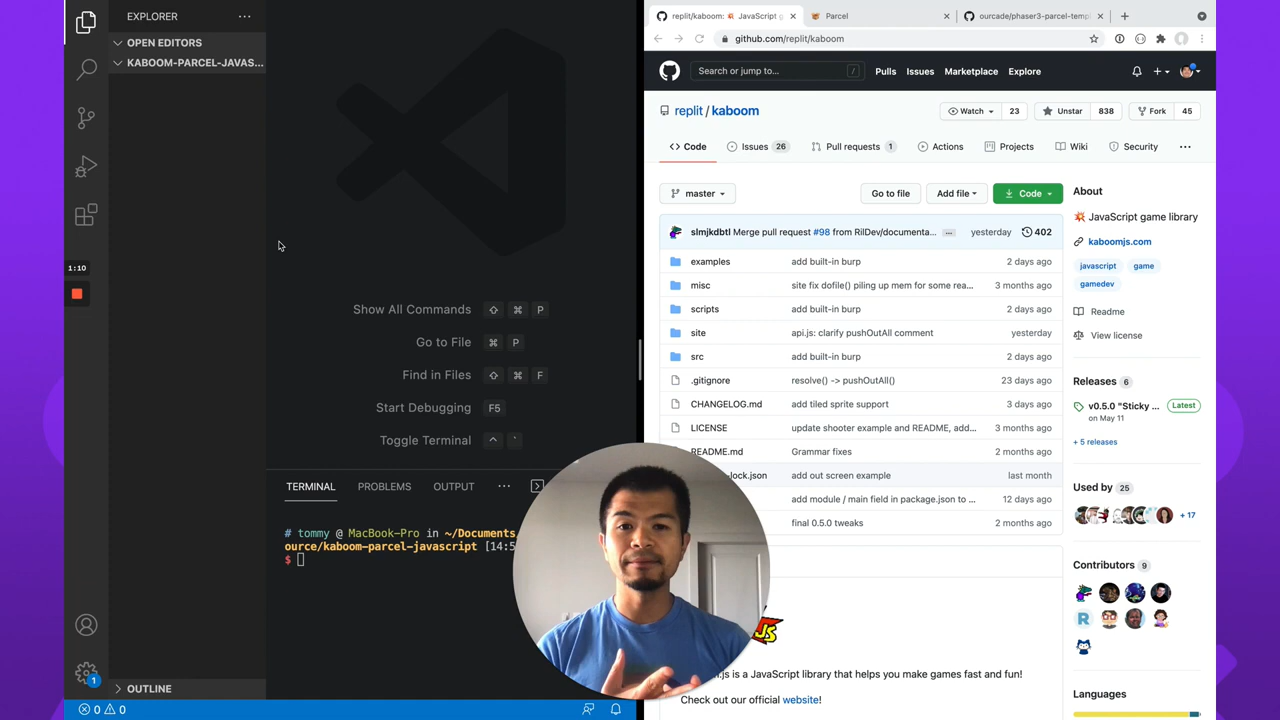 EXPLORER
OPEN EDITORS
KABOOM-PARCEL-JAVAS...
1:10
Show All Commands ⇧ ⌘ P
Go to File ⌘ P
Find in Files ⇧ ⌘ F
Start Debugging F5
Toggle Terminal ^ `
TERMINAL PROBLEMS OUTPUT
# tommy @ MacBook-Pro in ~/Documents
ource/kaboom-parcel-javascript [14:5
$
1
OUTLINE
0 0
replit/kaboom: 💥 JavaScript g
Parcel
ourcade/phaser3-parcel-temp
github.com/replit/kaboom
Search or jump to... /
Pulls Issues Marketplace Explore
replit / kaboom
Watch 23 Unstar 838 Fork 45
Code Issues 26 Pull requests 1 Actions Projects Wiki Security
master Go to file Add file Code
slmjkdbtl Merge pull request #98 from RilDev/documenta... yesterday 402
examples add built-in burp 2 days ago
misc site fix dofile() piling up mem for some rea... 3 months ago
scripts add built-in burp 2 days ago
site api.js: clarify pushOutAll comment yesterday
src add built-in burp 2 days ago
.gitignore resolve() -> pushOutAll() 23 days ago
CHANGELOG.md add tiled sprite support 3 days ago
LICENSE update shooter example and README, add... 2 months ago
README.md Grammar fixes 2 months ago
-lock.json add out screen example last month
add module / main field in package.json to ... 12 days ago
final 0.5.0 tweaks 2 months ago
JS
is a JavaScript library that helps you make games fast and fun!
Check out our official website!
About
💥 JavaScript game library
kaboomjs.com
javascript game
gamedev
Readme
View license
Releases 6
v0.5.0 "Sticky ... Latest
on May 11
+ 5 releases
Used by 25
+ 17
Contributors 9
R
Languages